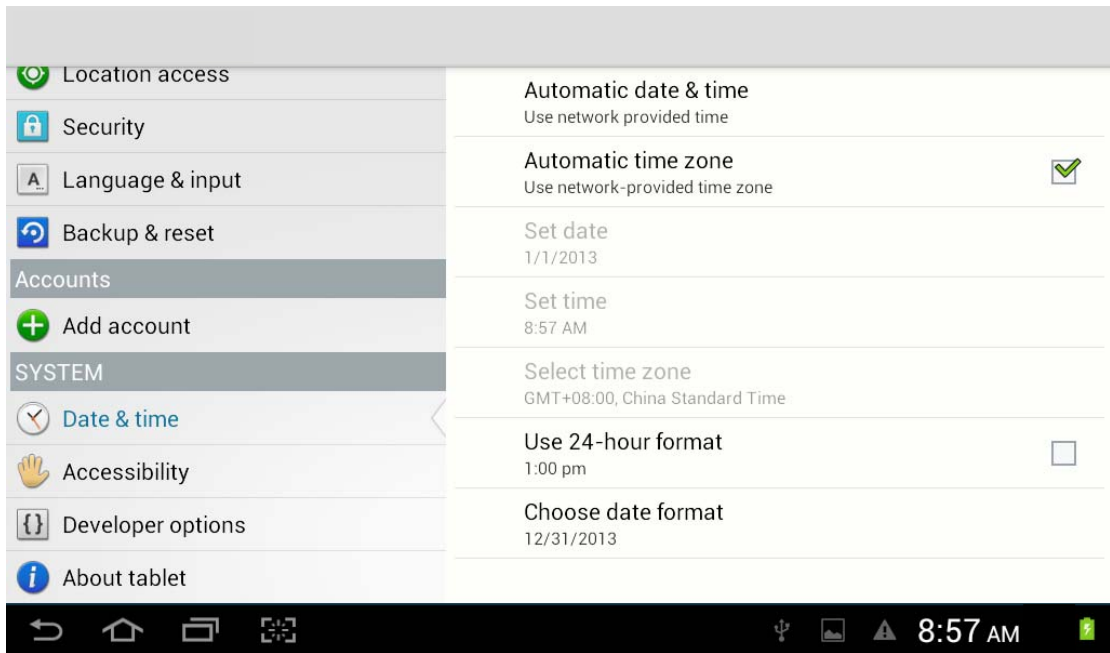 Location access
Security
Language & input
Backup & reset
Accounts
Add account
SYSTEM
Date & time
Accessibility
Developer options
About tablet
Automatic date & time
Use network provided time
Automatic time zone
Use network-provided time zone
Set date
1/1/2013
Set time
8:57 AM
Select time zone
GMT+08:00, China Standard Time
Use 24-hour format
1:00 pm
Choose date format
12/31/2013
8:57 AM